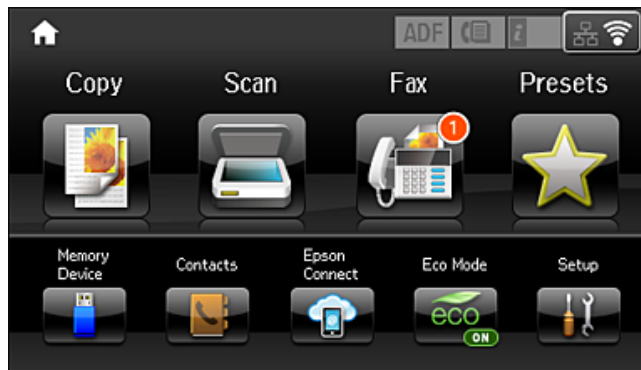 ADF i
Copy Scan Fax Presets
1
Memory Device Contacts Epson Connect Eco Mode Setup
eco
ON